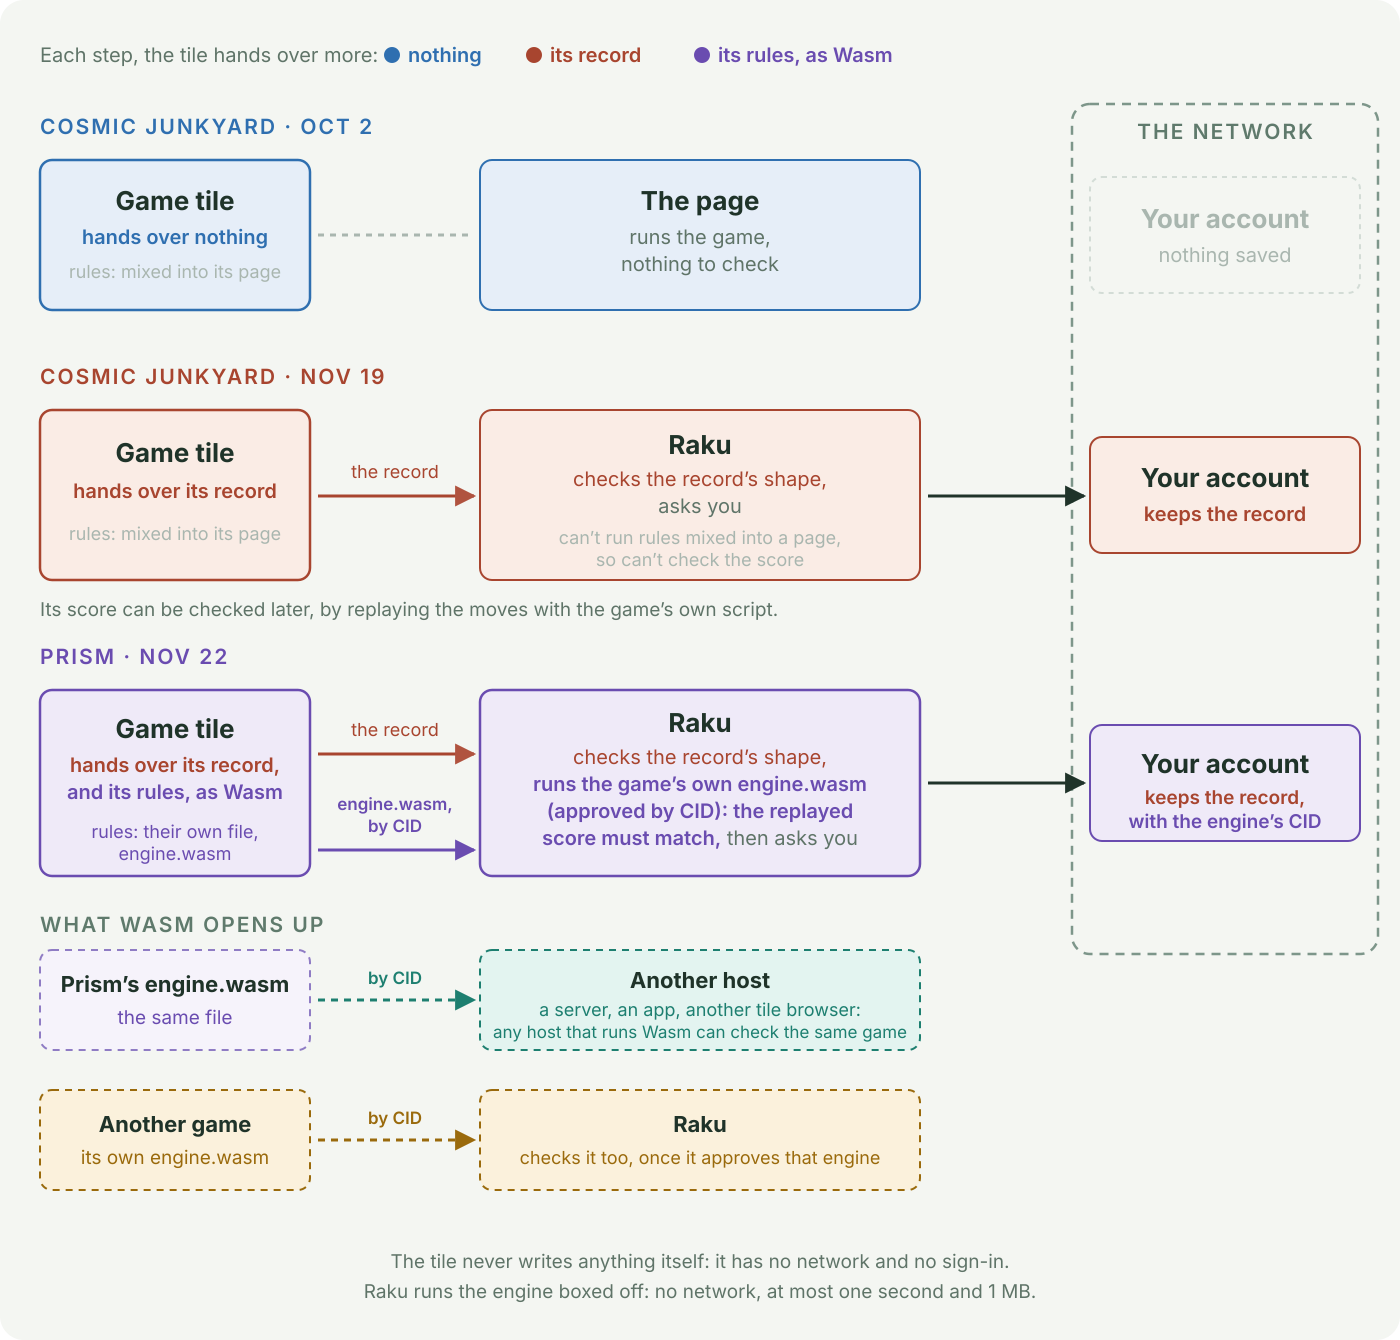 Each step, the tile hands over more: nothing its record its rules, as Wasm
THE NETWORK
COSMIC JUNKYARD · OCT 2
Game tile
hands over nothing
rules: mixed into its page
The page
runs the game,
nothing to check
Your account
nothing saved
COSMIC JUNKYARD · NOV 19
Game tile
hands over its record
rules: mixed into its page
the record
Raku
checks the record’s shape,
asks you
can’t run rules mixed into a page,
so can’t check the score
Your account
keeps the record
Its score can be checked later, by replaying the moves with the game’s own script.
PRISM · NOV 22
Game tile
hands over its record,
and its rules, as Wasm
rules: their own file,
engine.wasm
the record
engine.wasm,
by CID
Raku
checks the record’s shape,
runs the game’s own engine.wasm
(approved by CID): the replayed
score must match, then asks you
Your account
keeps the record,
with the engine’s CID
WHAT WASM OPENS UP
Prism’s engine.wasm
the same file
by CID
Another host
a server, an app, another tile browser:
any host that runs Wasm can check the same game
Another game
its own engine.wasm
by CID
Raku
checks it too, once it approves that engine
The tile never writes anything itself: it has no network and no sign-in.
Raku runs the engine boxed off: no network, at most one second and 1 MB.